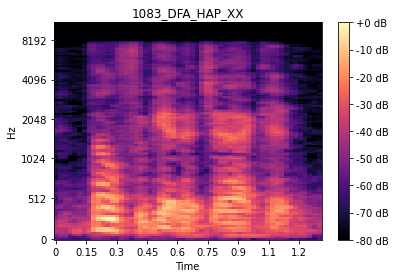 1083_DFA_HAP_XX
+0 dB
8192
-10 dB
4096
-20 dB
-30 dB
2048
Hz
-40 dB
1024
-50 dB
512
-60 dB
-70 dB
0
-80 dB
0 0.15 0.3 0.45 0.6 0.75 0.9 1.1 1.2
Time